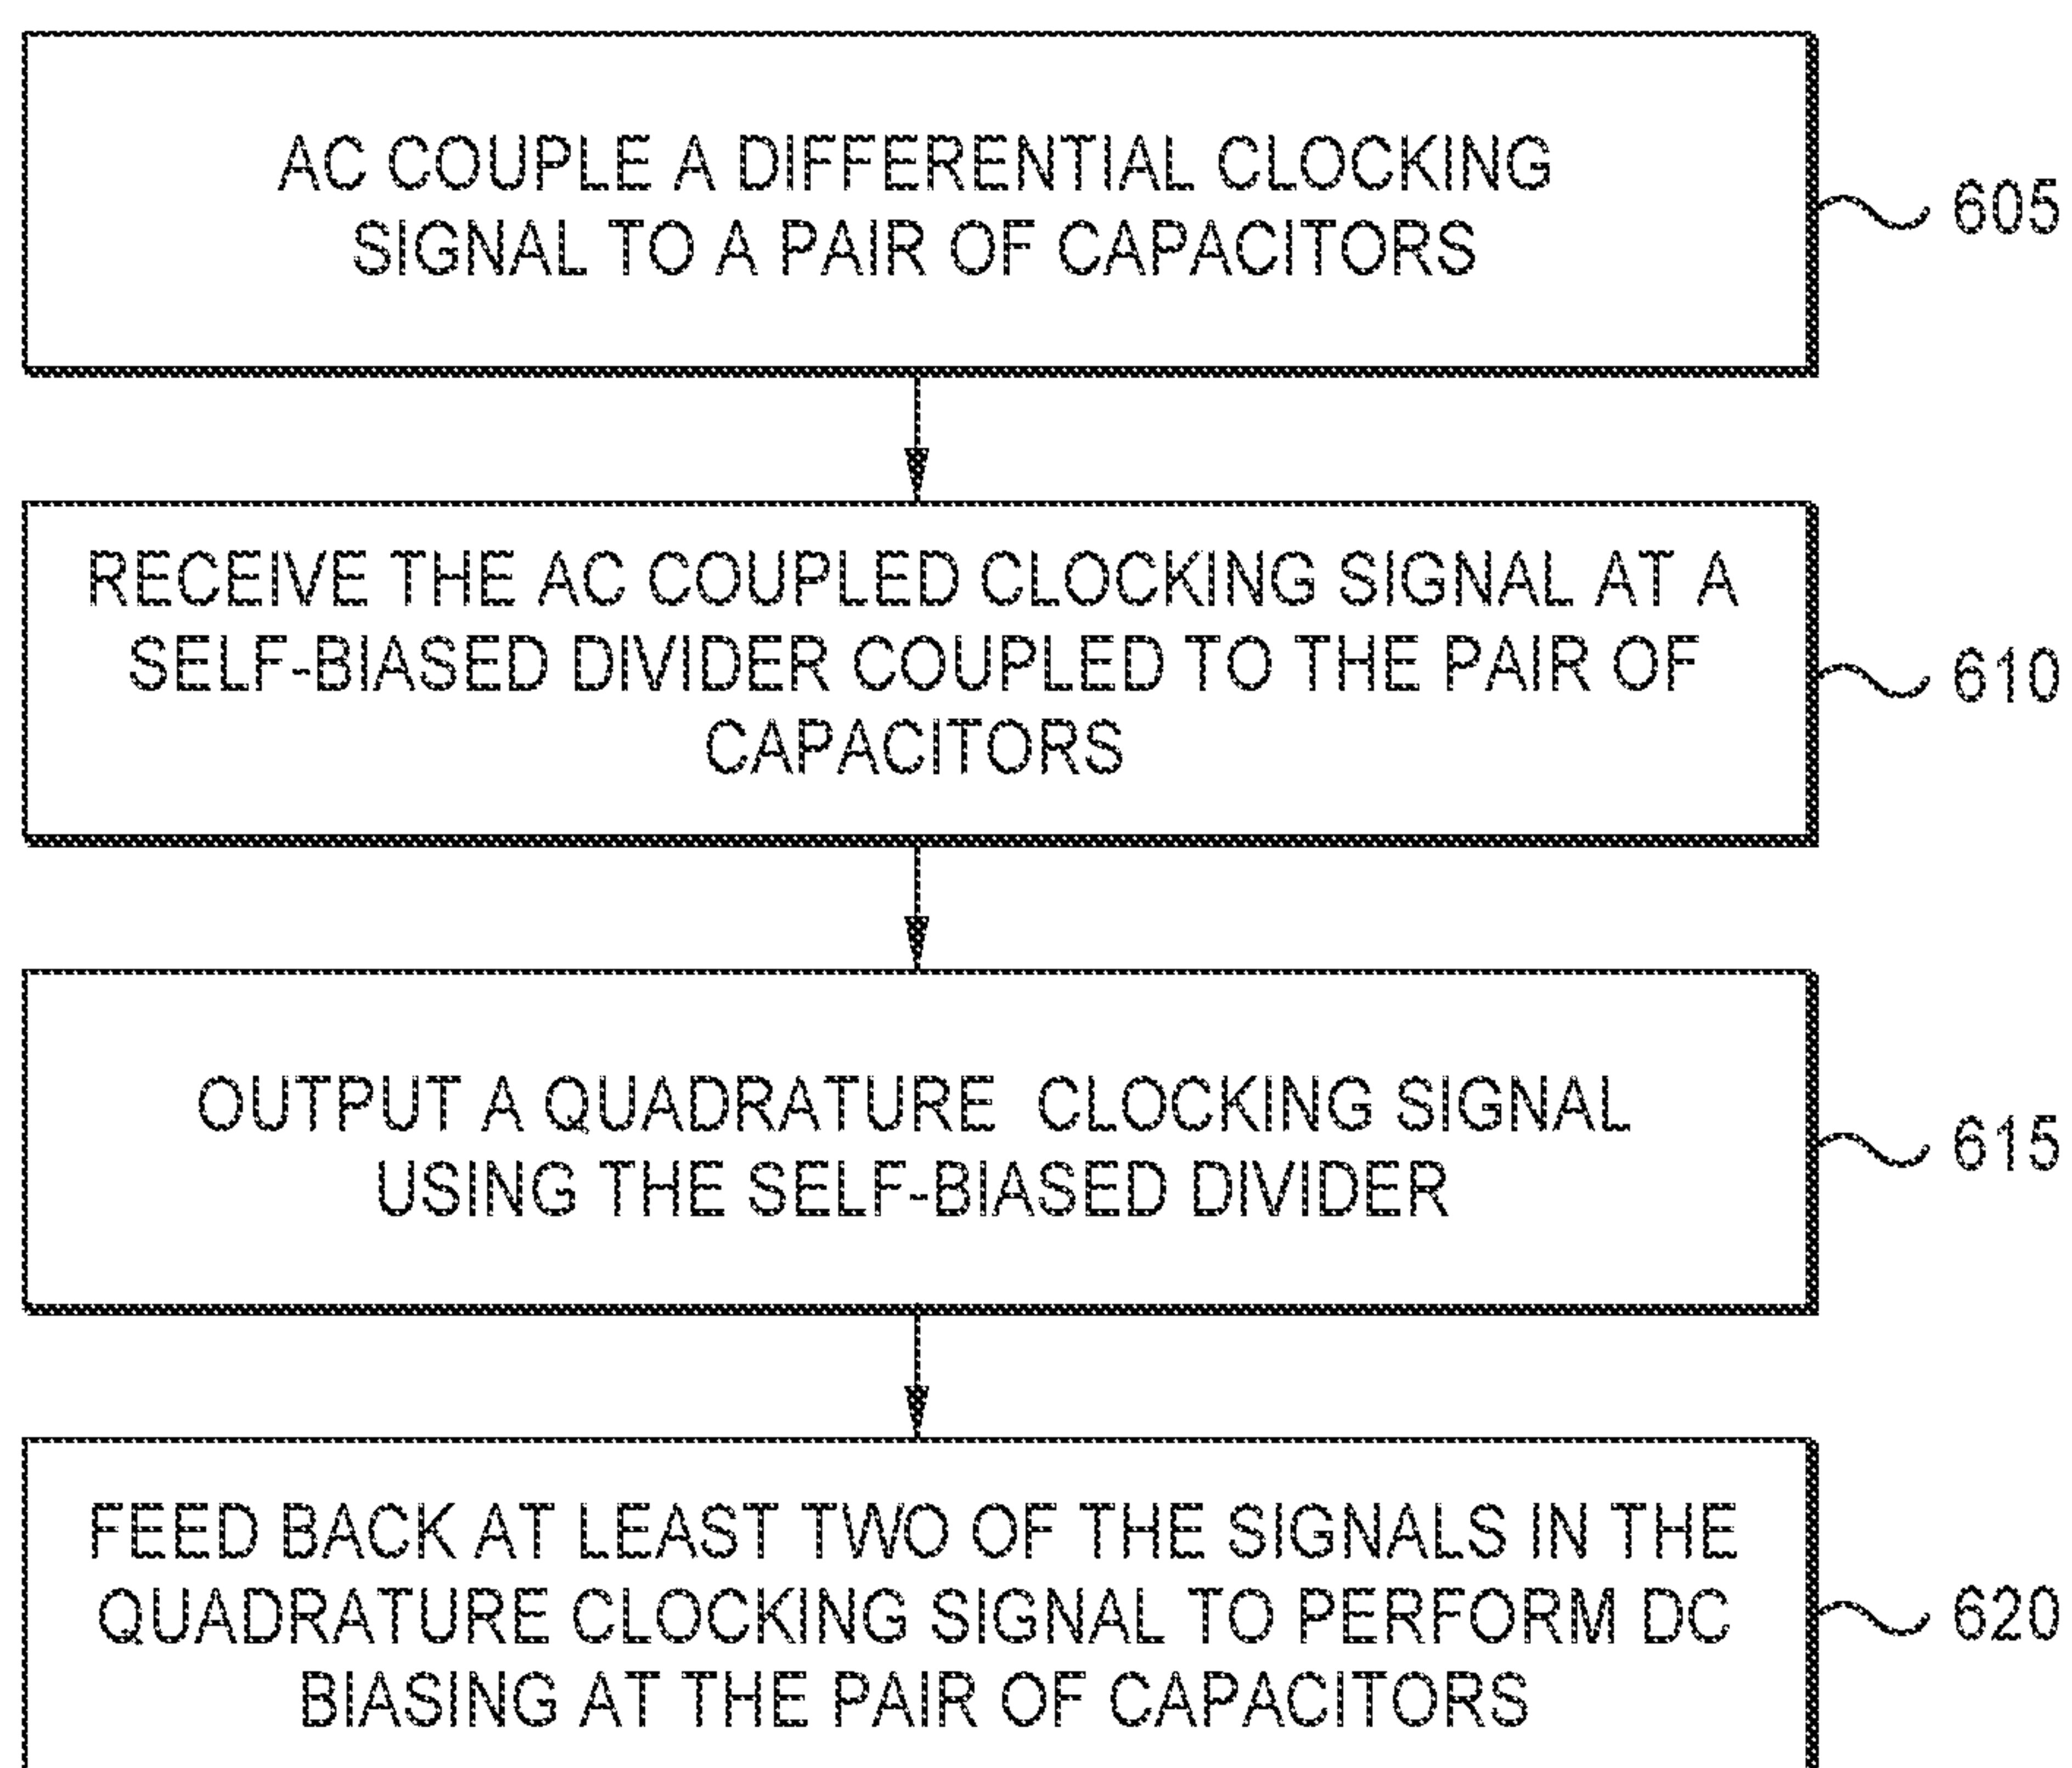 AC COUPLE A DIFFERENTIAL CLOCKING
SIGNAL TO A PAIR OF CAPACITORS
605
RECEIVE THE AC COUPLED CLOCKING SIGNAL AT A
SELF-BIASED DIVIDER COUPLED TO THE PAIR OF
CAPACITORS
610
OUTPUT A QUADRATURE CLOCKING SIGNAL
USING THE SELF-BIASED DIVIDER
615
FEED BACK AT LEAST TWO OF THE SIGNALS IN THE
QUADRATURE CLOCKING SIGNAL TO PERFORM DC
BIASING AT THE PAIR OF CAPACITORS
620